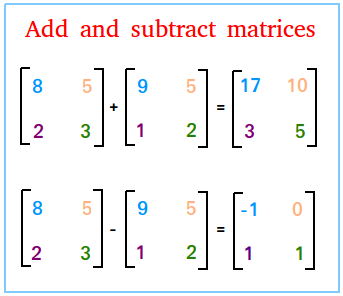 Add and subtract matrices
8 5 9 5 17 10
+ =
2 3 1 2 3 5
8 5 9 5 -1 0
- =
2 3 1 2 1 1